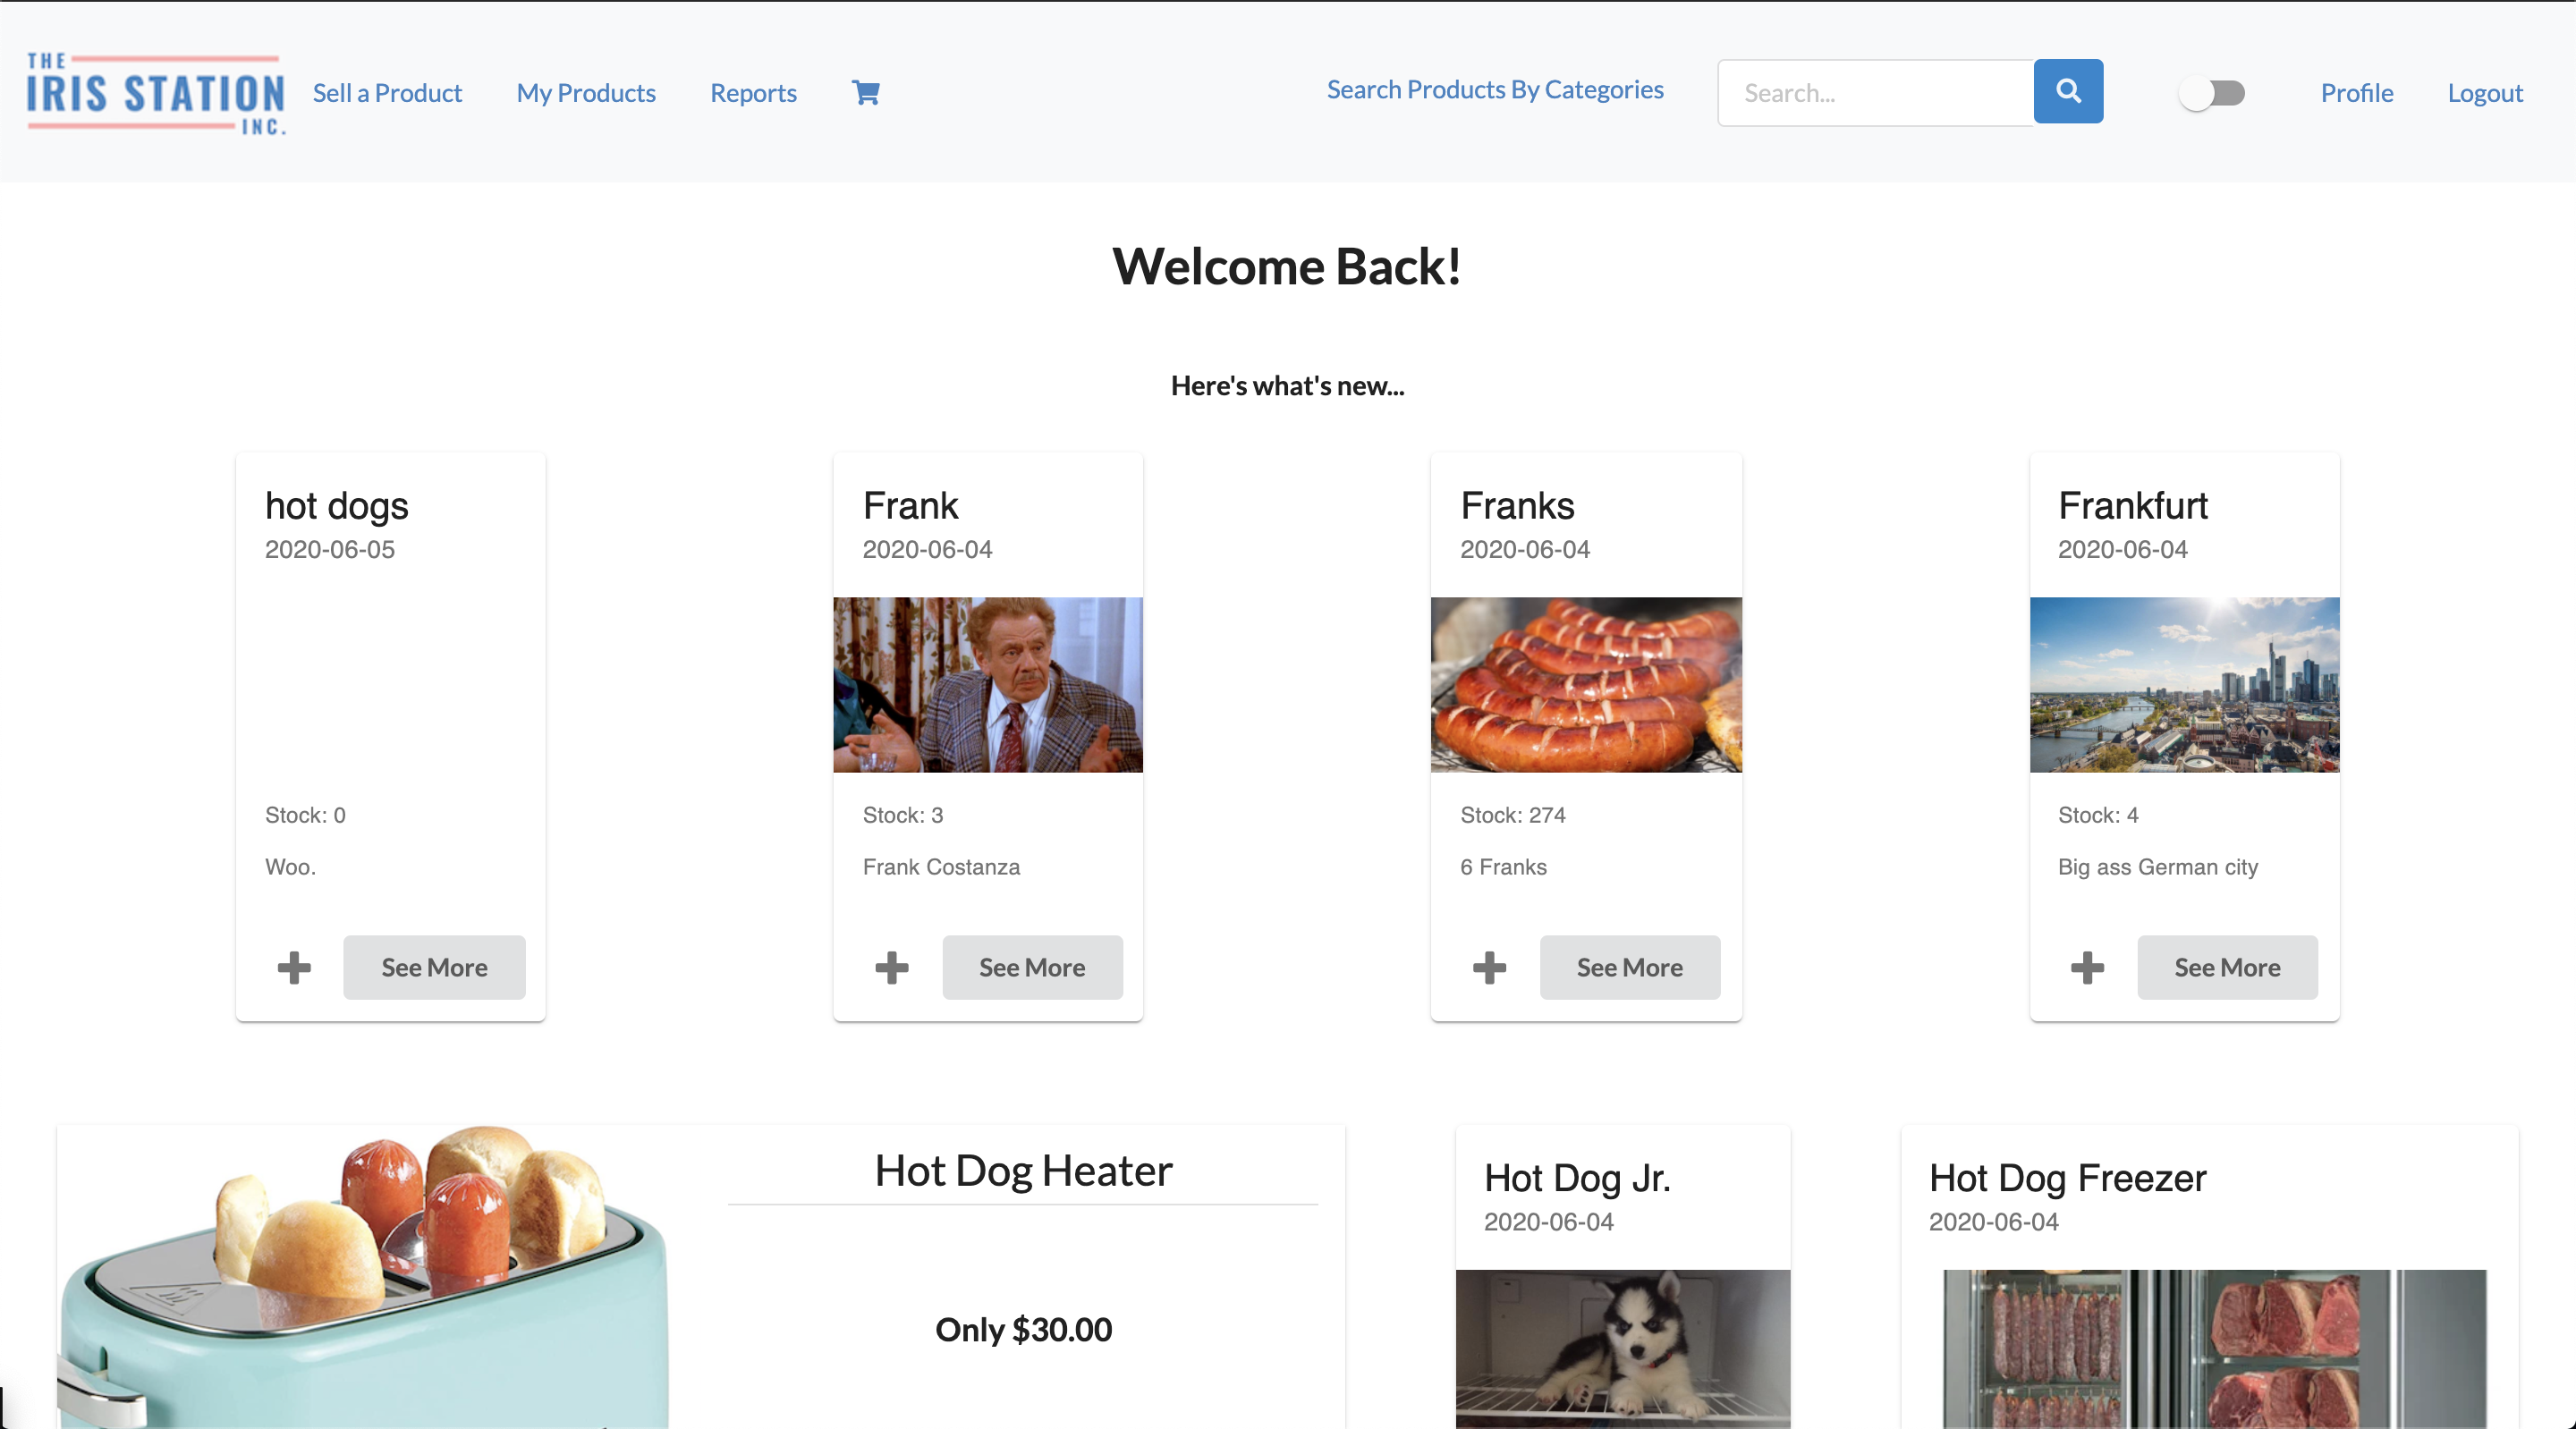 THE
IRIS STATION
INC.
Sell a Product
My Products
Reports
Search Products By Categories
Search...
Profile
Logout
Welcome Back!
Here's what's new...
hot dogs
2020-06-05
Stock: 0
Woo.
See More
Frank
2020-06-04
Stock: 3
Frank Costanza
See More
Franks
2020-06-04
Stock: 274
6 Franks
See More
Frankfurt
2020-06-04
Stock: 4
Big ass German city
See More
Hot Dog Heater
Only $30.00
Hot Dog Jr.
2020-06-04
Hot Dog Freezer
2020-06-04